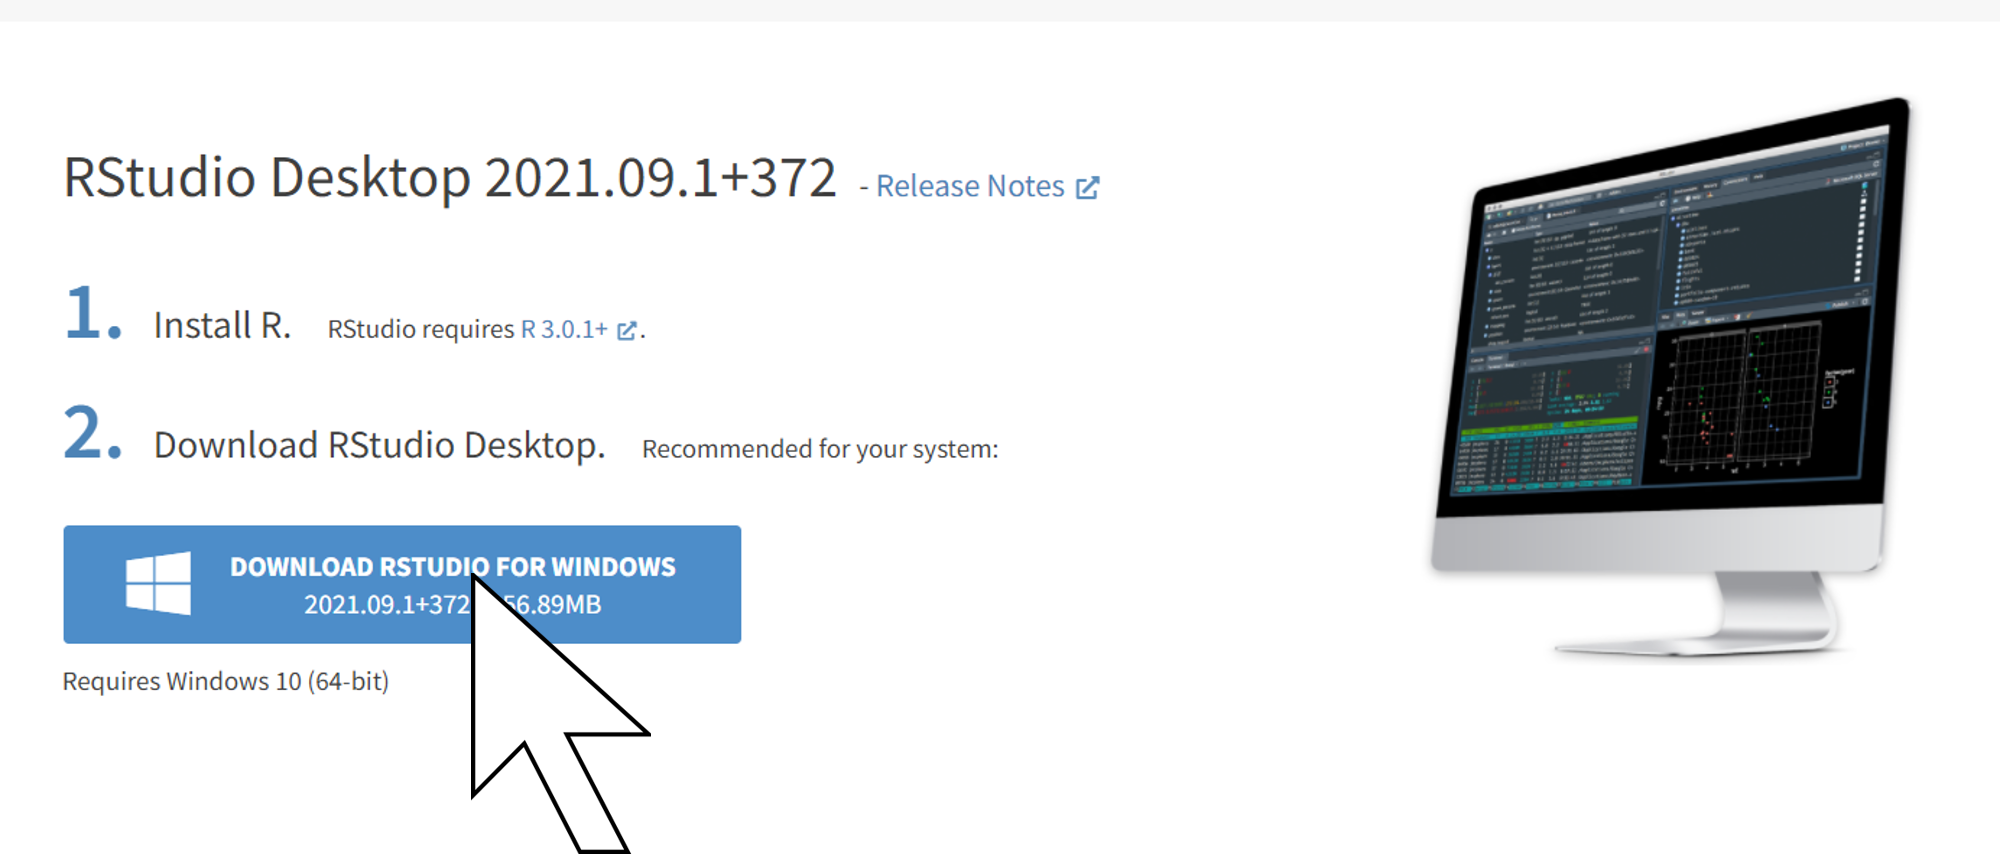 RStudio Desktop 2021.09.1+372 - Release Notes
1. Install R. RStudio requires R 3.0.1+.
2. Download RStudio Desktop. Recommended for your system:
DOWNLOAD RSTUDIO FOR WINDOWS
2021.09.1+372 56.89MB
Requires Windows 10 (64-bit)